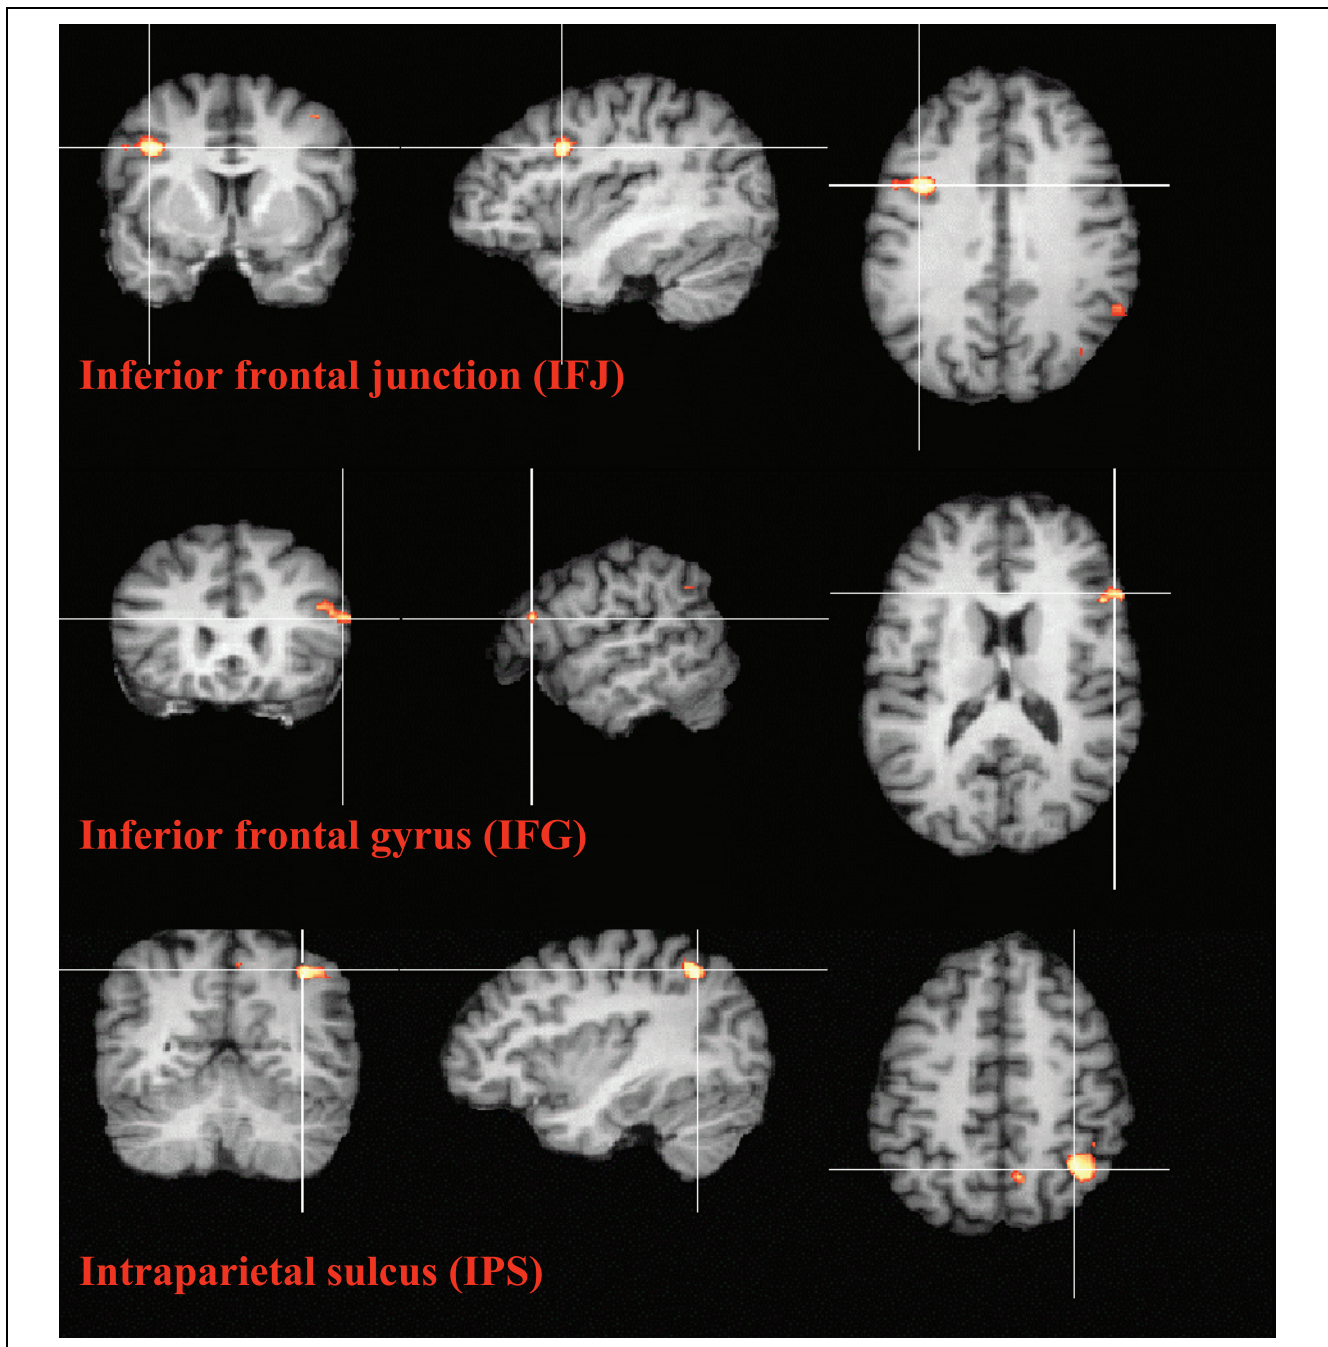 Inferior frontal junction (IFJ)
Inferior frontal gyrus (IFG)
Intraparietal sulcus (IPS)